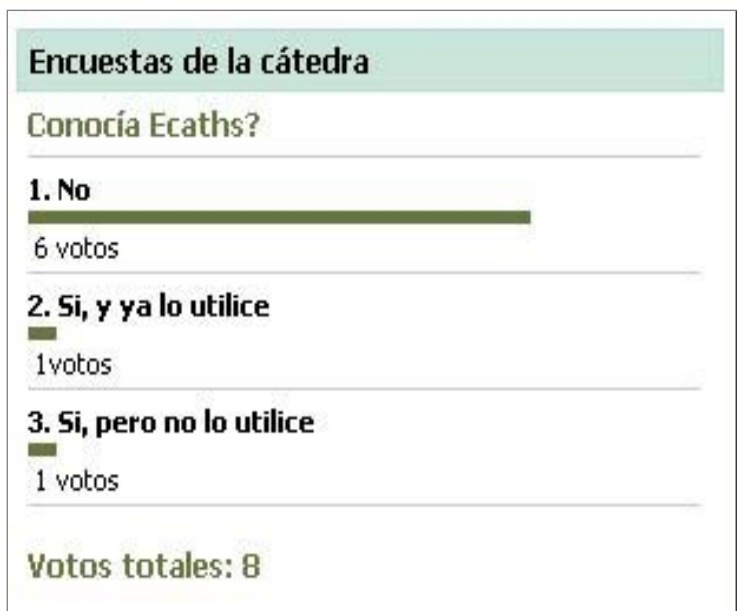 Encuestas de la cátedra
Conocía Ecaths?
1. No
6 votos
2. Si, y ya lo utilice
1votos
3. Si, pero no lo utilice
1 votos
Votos totales: 8